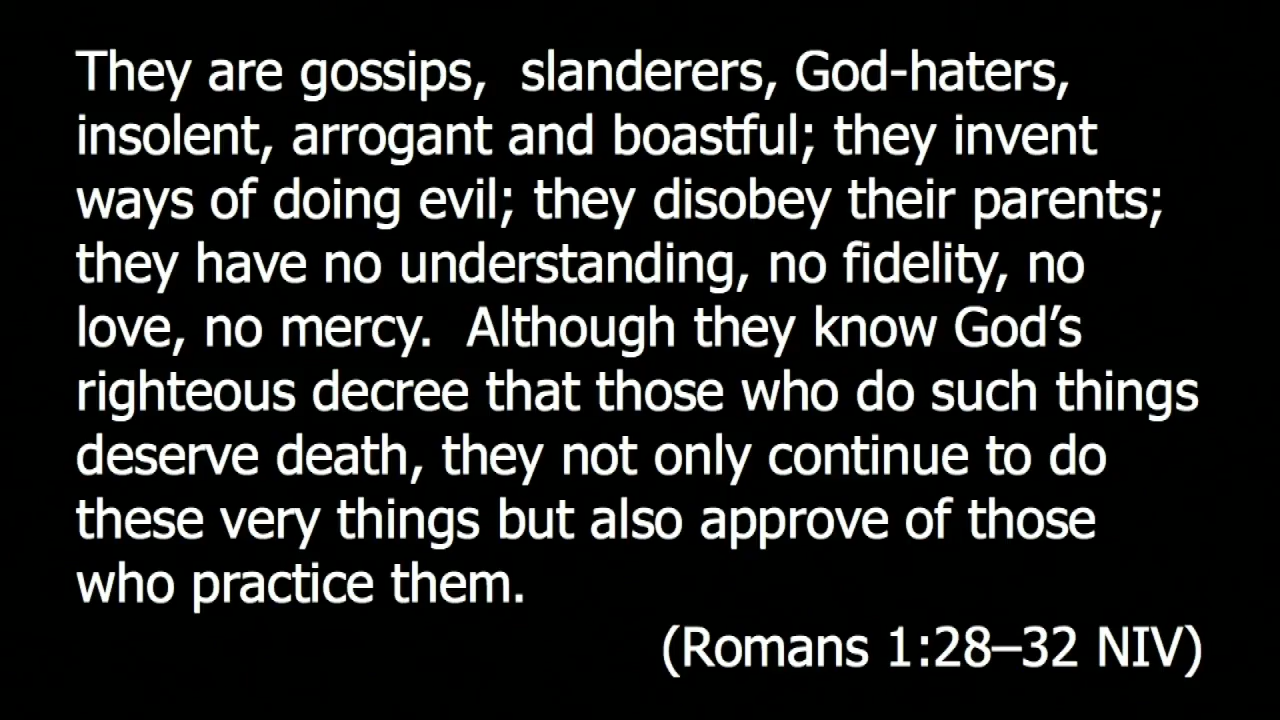 They are gossips,  slanderers, God-haters,
insolent, arrogant and boastful; they invent
ways of doing evil; they disobey their parents;
they have no understanding, no fidelity, no
love, no mercy.  Although they know God’s
righteous decree that those who do such things
deserve death, they not only continue to do
these very things but also approve of those
who practice them.
(Romans 1:28–32 NIV)